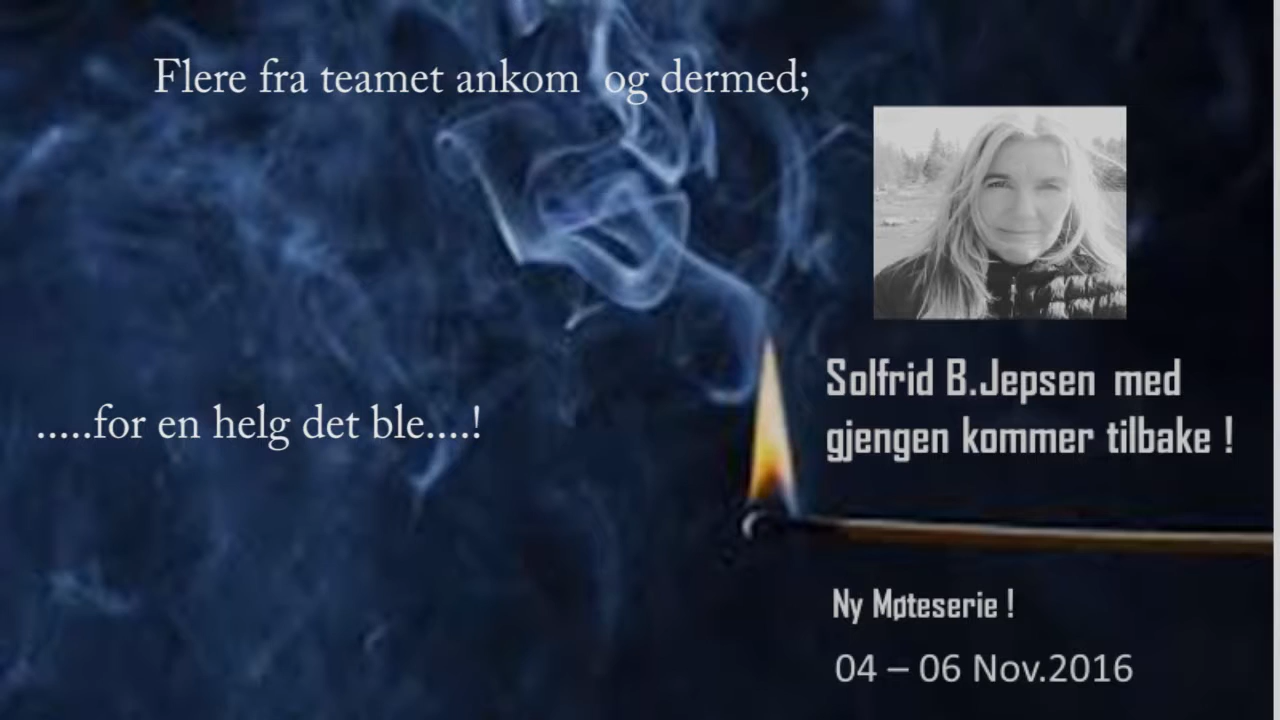 Flere fra teamet ankom og dermed;
.....for en helg det ble....!
Solfrid B.Jepsen med
gjengen kommer tilbake !
Ny Møteserie !
04 – 06 Nov.2016